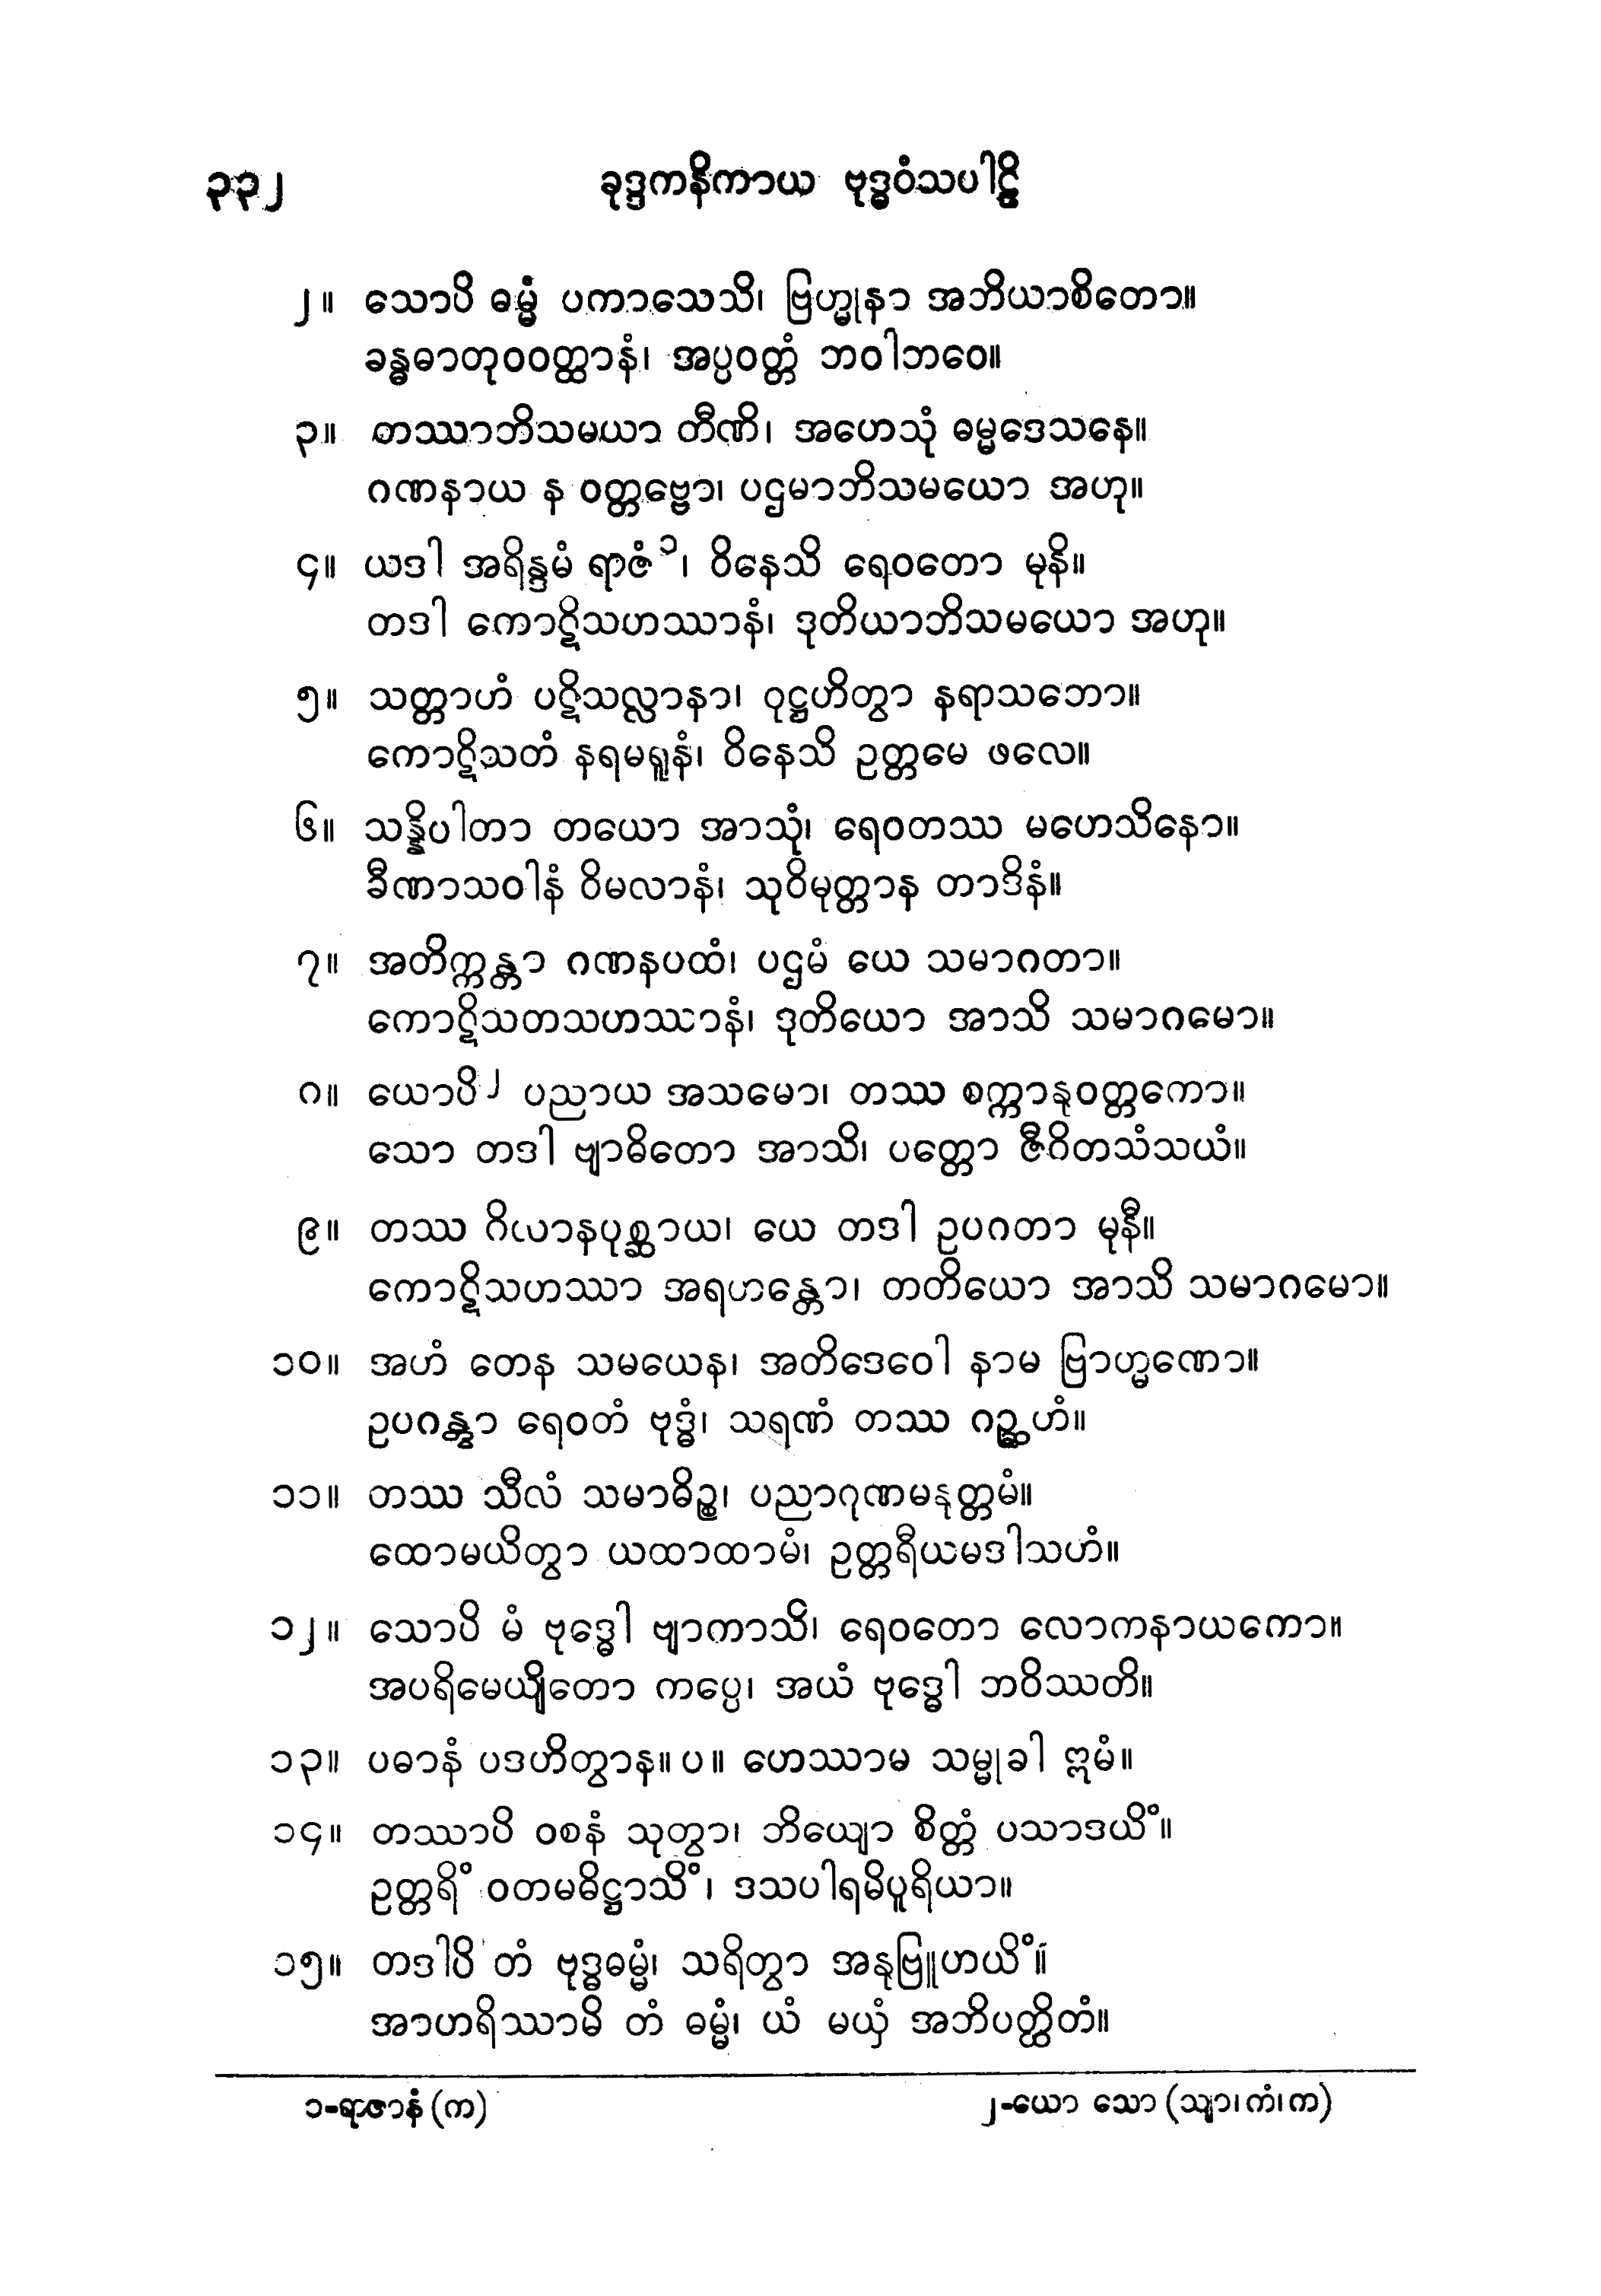 ၃၃၂ ခုဒ္ဒကနိကာယ ဗုဒ္ဓဝံသပါဠိ
၂။ သောပိ ဓမ္မံ ပကာသေသိ၊ ဗြဟ္မုနာ အဘိယာစိတော။
ခန္ဓဓာတုဝဝတ္ထာနံ၊ အပ္ပဝတ္တံ ဘဝါဘဝေ။
၃။ တဿာဘိသမယာ တီဏိ၊ အဟေသုံ ဓမ္မဒေသနေ။
ဂဏနာယ န ဝတ္တဗ္ဗော၊ ပဌမာဘိသမယော အဟု။
၄။ ယဒါ အရိန္ဒမံ ရာဇံ၁၊ ဝိနေသိ ရေဝတော မုနိ။
တဒါ ကောဋိသဟဿာနံ၊ ဒုတိယာဘိသမယော အဟု။
၅။ သတ္တာဟံ ပဋိသလ္လာနာ၊ ဝုဋ္ဌဟိတွာ နရာသဘော။
ကောဋိသတံ နရမရူနံ၊ ဝိနေသိ ဥတ္တမေ ဖလေ။
၆။ သန္နိပါတာ တယော အာသုံ၊ ရေဝတဿ မဟေသိနော။
ခီဏာသဝါနံ ဝိမလာနံ၊ သုဝိမုတ္တာန တာဒိနံ။
၇။ အတိက္ကန္တာ ဂဏနပထံ၊ ပဌမံ ယေ သမာဂတာ။
ကောဋိသတသဟဿာနံ၊ ဒုတိယော အာသိ သမာဂမော။
၈။ ယောပိ၂ ပညာယ အသမော၊ တဿ စက္ကာနုဝတ္တကော။
သော တဒါ ဗျာဓိတော အာသိ၊ ပတ္တော ဇီဝိတသံသယံ။
၉။ တဿ ဂိလာနပုစ္ဆာယ၊ ယေ တဒါ ဥပဂတာ မုနီ။
ကောဋိသဟဿာ အရဟန္တော၊ တတိယော အာသိ သမာဂမော။
၁၀။ အဟံ တေန သမယေန၊ အတိဒေဝေါ နာမ ဗြာဟ္မဏော။
ဥပဂန္တွာ ရေဝတံ ဗုဒ္ဓံ၊ သရဏံ တဿ ဂဉ္ဆဟံ။
၁၁။ တဿ သီလံ သမာဓိဉ္စ၊ ပညာဂုဏမနုတ္တမံ။
ထောမယိတွာ ယထာထာမံ၊ ဥတ္တရီယမဒါသဟံ။
၁၂။ သောပိ မံ ဗုဒ္ဓေါ ဗျာကာသိ၊ ရေဝတော လောကနာယကော။
အပရိမေယျိတော ကပ္ပေ၊ အယံ ဗုဒ္ဓေါ ဘဝိဿတိ။
၁၃။ ပဓာနံ ပဒဟိတွာန။ ပ။ ဟေဿာမ သမ္မုခါ ဣမံ။
၁၄။ တဿာပိ ဝစနံ သုတွာ၊ ဘိယျော စိတ္တံ ပသာဒယိံ။
ဥတ္တရိံ ဝတမဓိဋ္ဌာသိံ၊ ဒသပါရမိပူရိယာ။
၁၅။ တဒါပိ တံ ဗုဒ္ဓဓမ္မံ၊ သရိတွာ အနုဗြူဟယိံ။
အာဟရိဿာမိ တံ ဓမ္မံ၊ ယံ မယှံ အဘိပတ္ထိတံ။
၁-ရာဇာနံ (က) ၂-ယော သော (သျာ၊ ကံ၊ က)